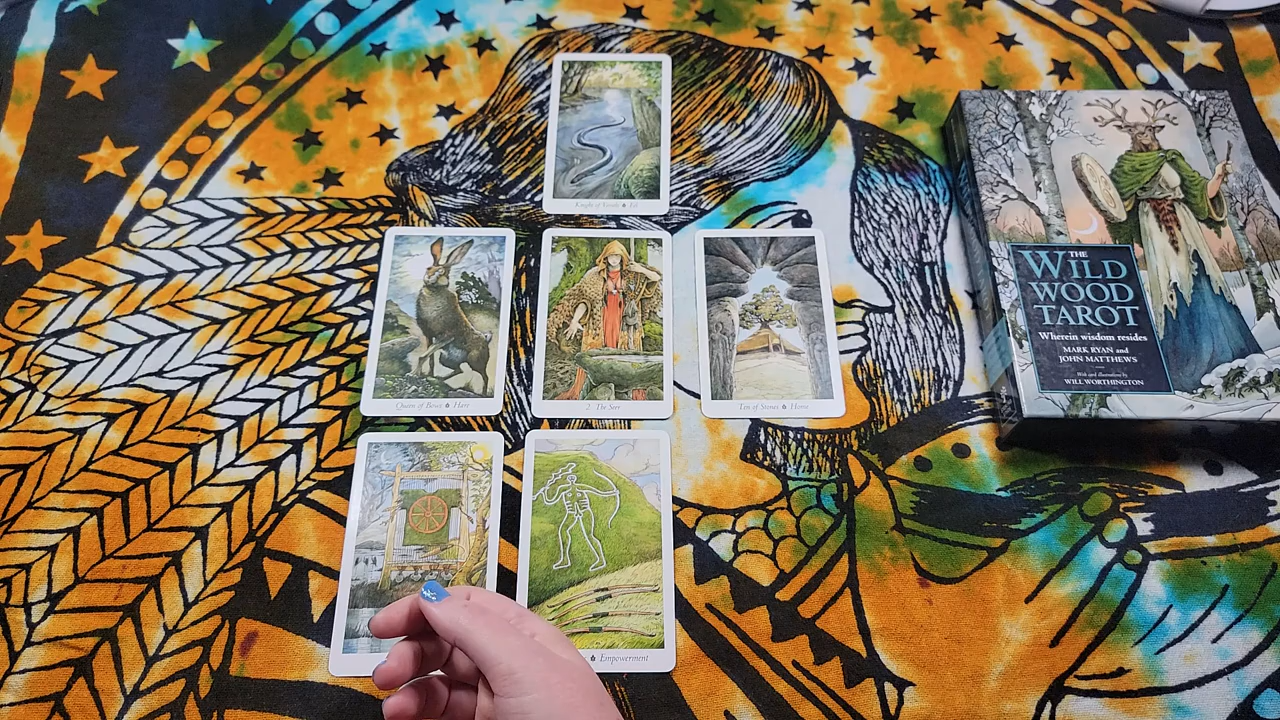 Knight of Vessels ♦ Eel
Queen of Bows ♦ Hare
2. The Seer
Ten of Stones ♦ Home
Empowerment
THE
WILD
WOOD
TAROT
Wherein wisdom resides
MARK RYAN and
JOHN MATTHEWS
With card illustrations by
WILL WORTHINGTON